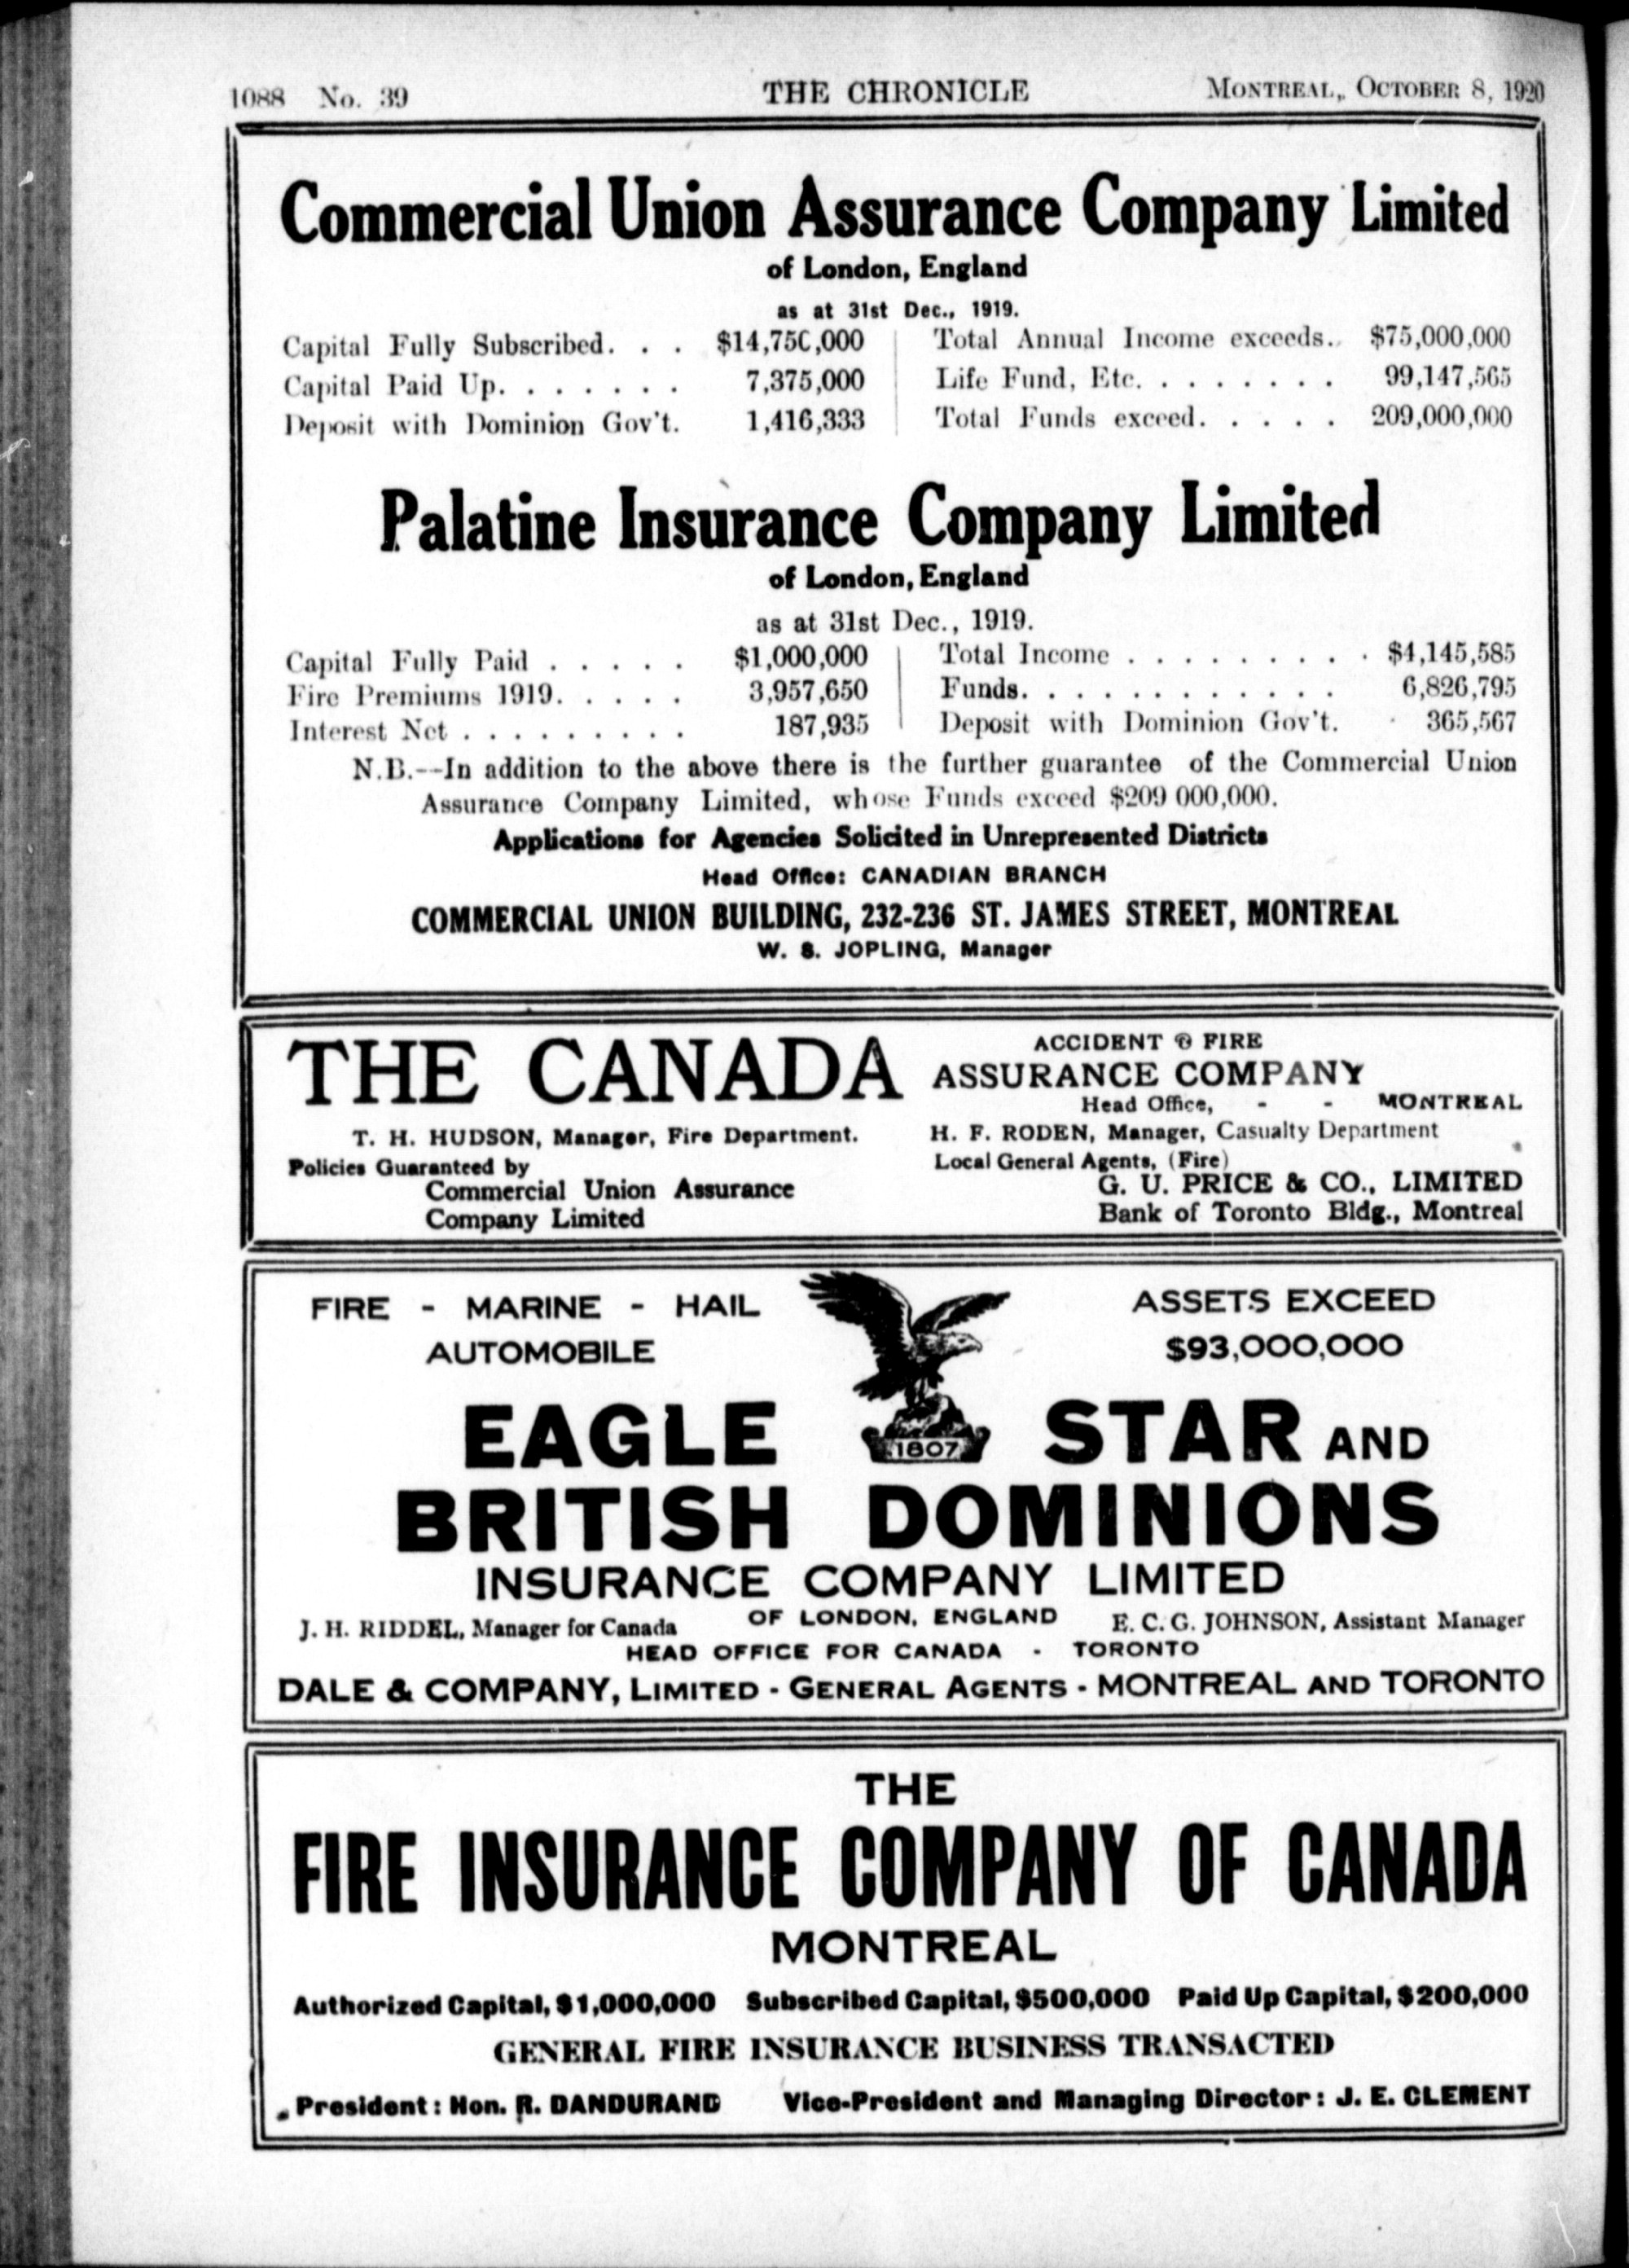 1088 No. 39 THE CHRONICLE MONTREAL, OCTOBER 8, 1920
Commercial Union Assurance Company Limited
of London, England
as at 31st Dec., 1919.
Capital Fully Subscribed. . . $14,750,000
Capital Paid Up. . . . . . . 7,375,000
Deposit with Dominion Gov't. 1,416,333
Total Annual Income exceeds.. $75,000,000
Life Fund, Etc. . . . . . . . 99,147,565
Total Funds exceed. . . . . . 209,000,000
Palatine Insurance Company Limited
of London, England
as at 31st Dec., 1919.
Capital Fully Paid . . . . . $1,000,000
Fire Premiums 1919. . . . . . 3,957,650
Interest Net . . . . . . . . . 187,935
Total Income . . . . . . . . . . $4,145,585
Funds. . . . . . . . . . . . . 6,826,795
Deposit with Dominion Gov't. 365,567
N.B.--In addition to the above there is the further guarantee of the Commercial Union
Assurance Company Limited, whose Funds exceed $209 000,000.
Applications for Agencies Solicited in Unrepresented Districts
Head Office: CANADIAN BRANCH
COMMERCIAL UNION BUILDING, 232-236 ST. JAMES STREET, MONTREAL
W. S. JOPLING, Manager
THE CANADA
ACCIDENT & FIRE
ASSURANCE COMPANY
Head Office, - - MONTREAL
T. H. HUDSON, Manager, Fire Department.
H. F. RODEN, Manager, Casualty Department
Policies Guaranteed by
Commercial Union Assurance
Company Limited
Local General Agents, (Fire)
G. U. PRICE & CO., LIMITED
Bank of Toronto Bldg., Montreal
FIRE - MARINE - HAIL
AUTOMOBILE
ASSETS EXCEED
$93,000,000
1807
EAGLE STAR AND
BRITISH DOMINIONS
INSURANCE COMPANY LIMITED
OF LONDON, ENGLAND
J. H. RIDDEL, Manager for Canada
E. C. G. JOHNSON, Assistant Manager
HEAD OFFICE FOR CANADA - TORONTO
DALE & COMPANY, LIMITED - GENERAL AGENTS - MONTREAL AND TORONTO
THE
FIRE INSURANCE COMPANY OF CANADA
MONTREAL
Authorized Capital, $1,000,000 Subscribed Capital, $500,000 Paid Up Capital, $200,000
GENERAL FIRE INSURANCE BUSINESS TRANSACTED
President: Hon. R. DANDURAND Vice-President and Managing Director: J. E. CLEMENT